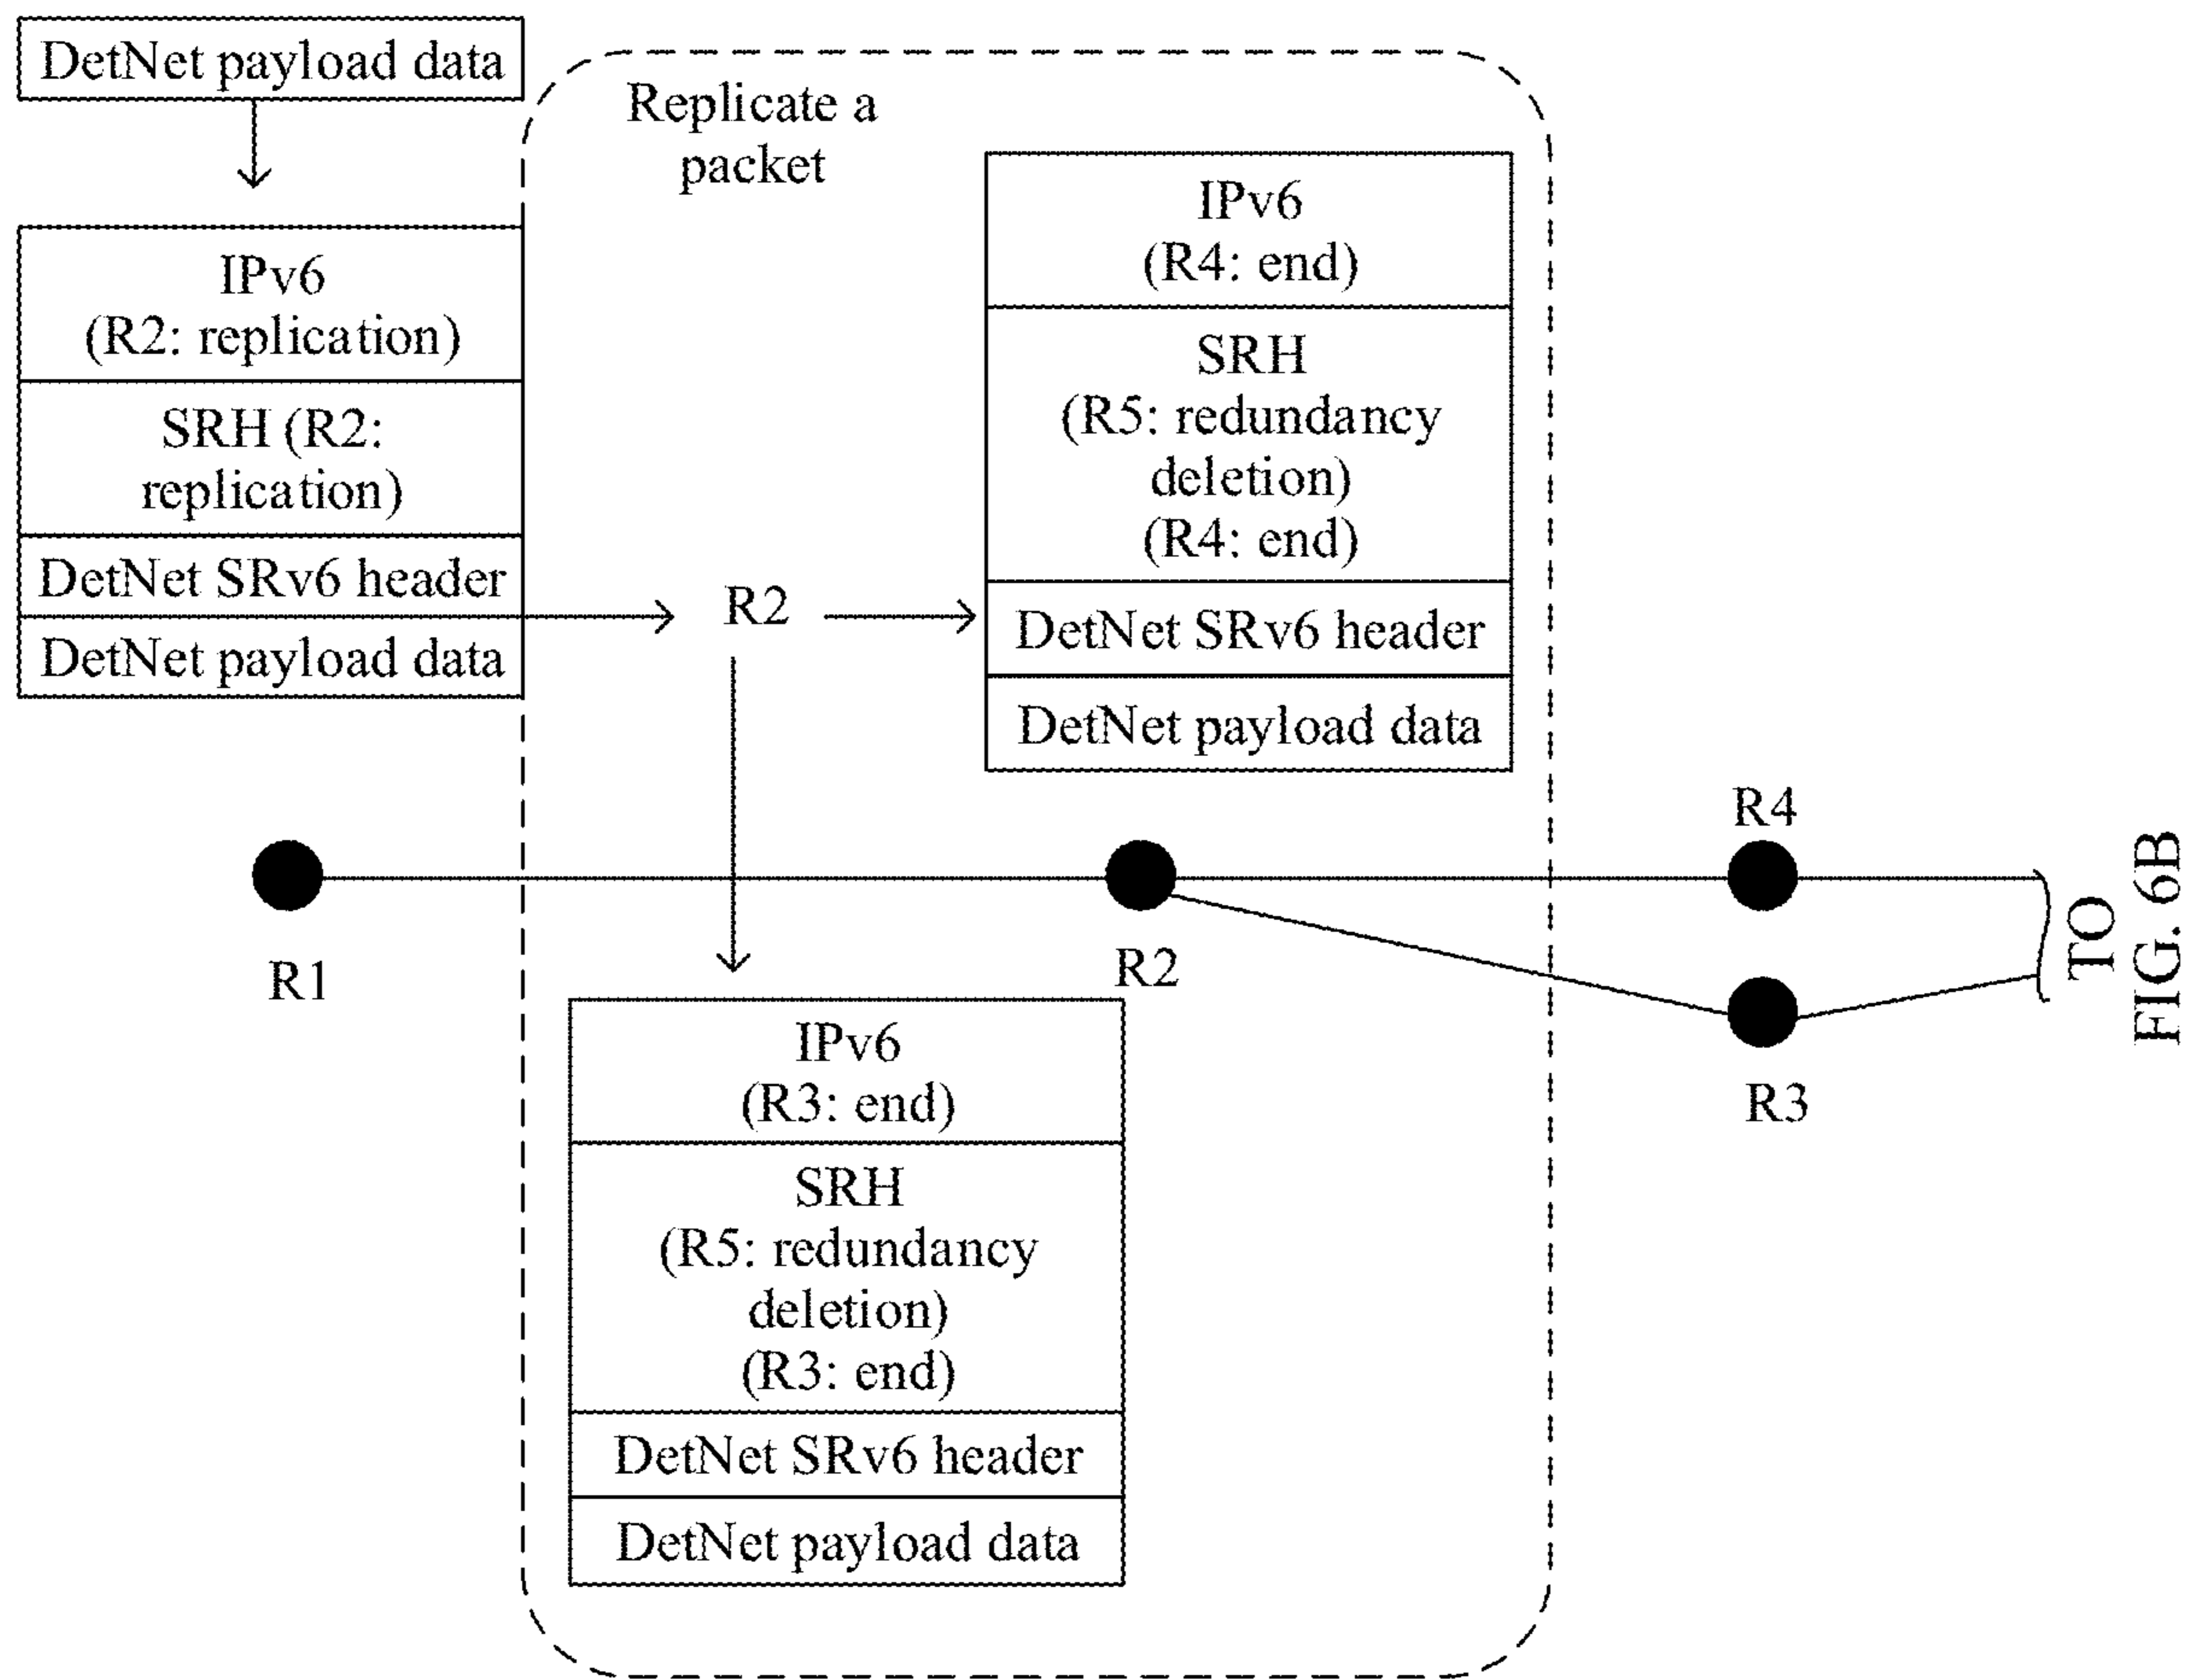 DetNet payload data
IPv6
(R2: replication)
SRH (R2:
replication)
DetNet SRv6 header
DetNet payload data
Replicate a
packet
R2
IPv6
(R4: end)
SRH
(R5: redundancy
deletion)
(R4: end)
DetNet SRv6 header
DetNet payload data
R1
R2
R4
R3
TO
FIG. 6B
IPv6
(R3: end)
SRH
(R5: redundancy
deletion)
(R3: end)
DetNet SRv6 header
DetNet payload data